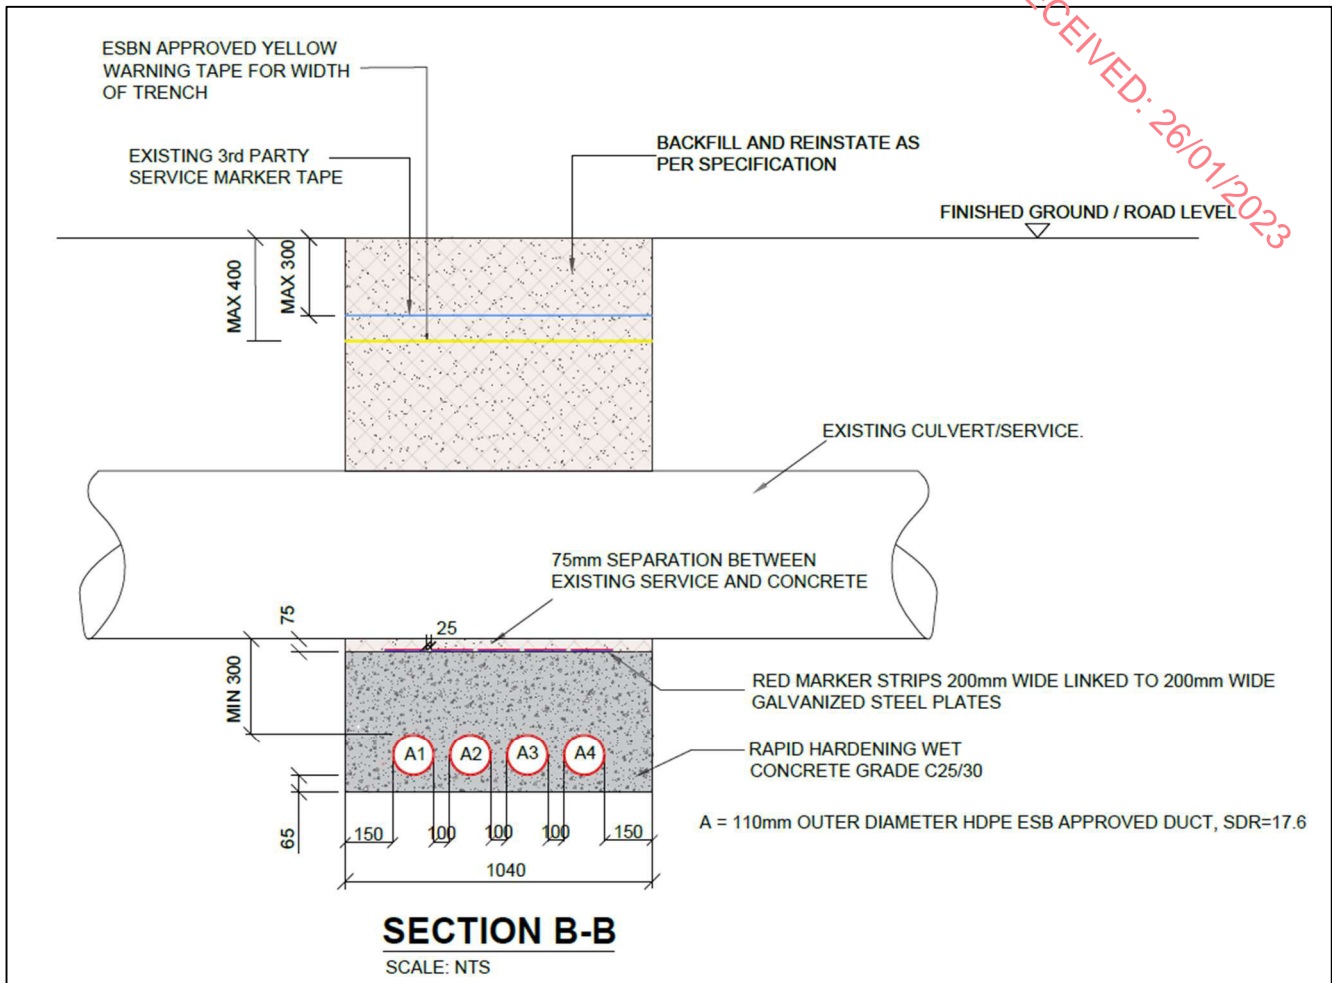 CEIVED: 26/01/2023
ESBN APPROVED YELLOW
WARNING TAPE FOR WIDTH
OF TRENCH
EXISTING 3rd PARTY
SERVICE MARKER TAPE
BACKFILL AND REINSTATE AS
PER SPECIFICATION
FINISHED GROUND / ROAD LEVEL
MAX 400
MAX 300
EXISTING CULVERT/SERVICE.
75mm SEPARATION BETWEEN
EXISTING SERVICE AND CONCRETE
75
25
MIN 300
RED MARKER STRIPS 200mm WIDE LINKED TO 200mm WIDE
GALVANIZED STEEL PLATES
A1 A2 A3 A4
RAPID HARDENING WET
CONCRETE GRADE C25/30
65
150 100 100 100 150
A = 110mm OUTER DIAMETER HDPE ESB APPROVED DUCT, SDR=17.6
1040
SECTION B-B
SCALE: NTS